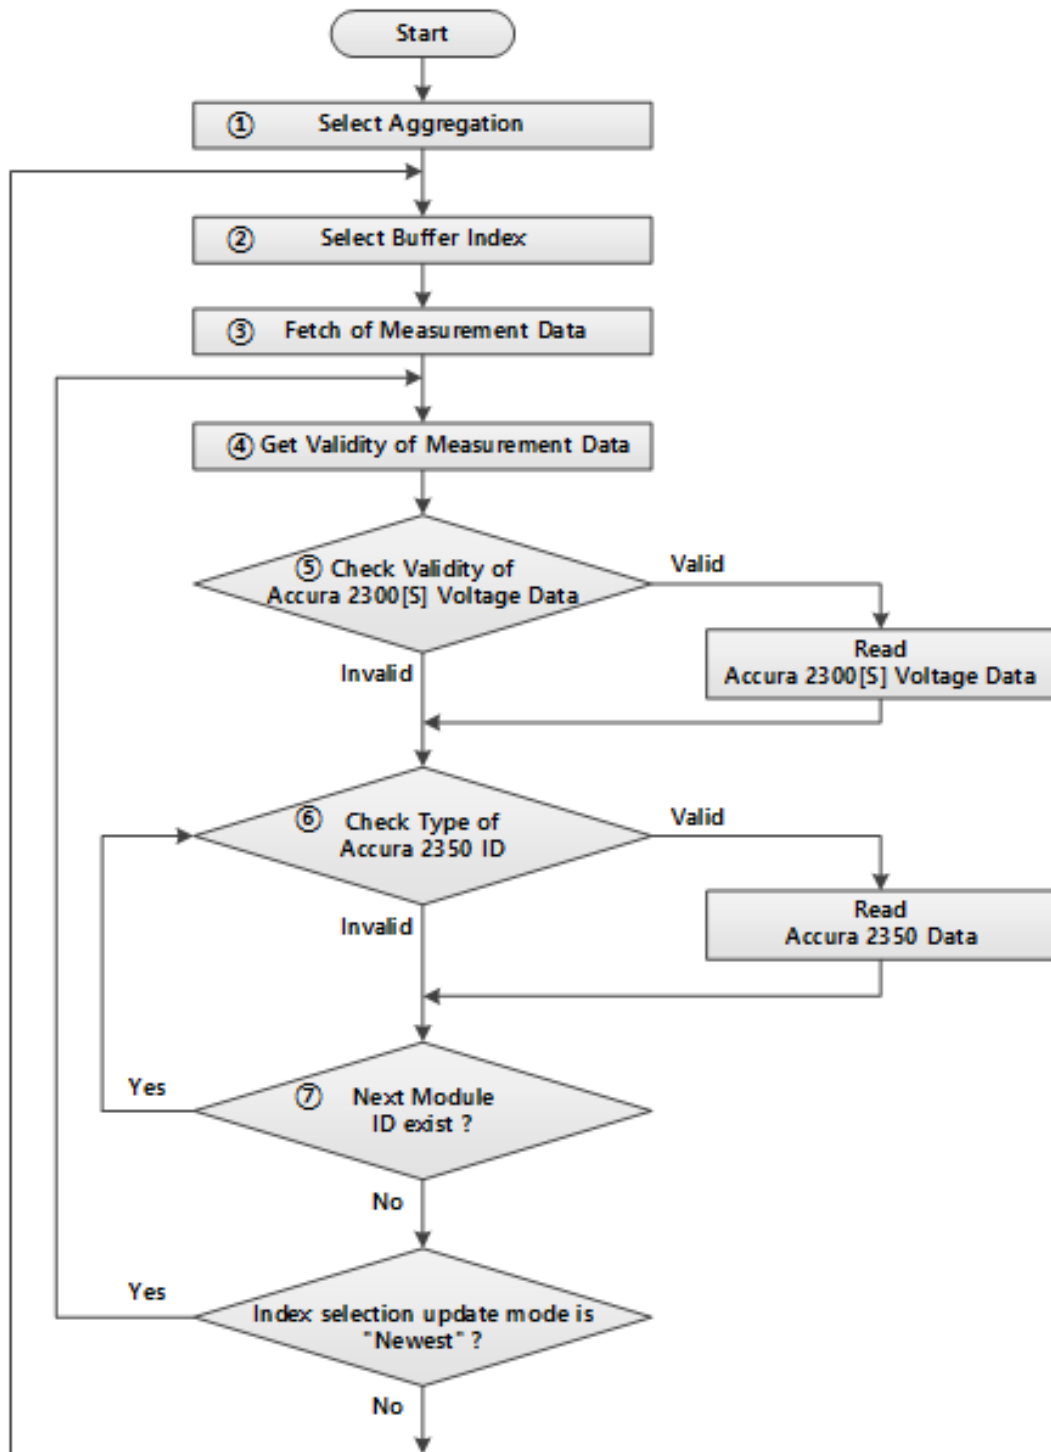 Start
① Select Aggregation
② Select Buffer Index
③ Fetch of Measurement Data
④ Get Validity of Measurement Data
⑤ Check Validity of
Accura 2300[S] Voltage Data
Valid
Read
Accura 2300[S] Voltage Data
Invalid
⑥ Check Type of
Accura 2350 ID
Valid
Read
Accura 2350 Data
Invalid
⑦ Next Module
ID exist ?
Yes
No
Index selection update mode is
"Newest" ?
Yes
No